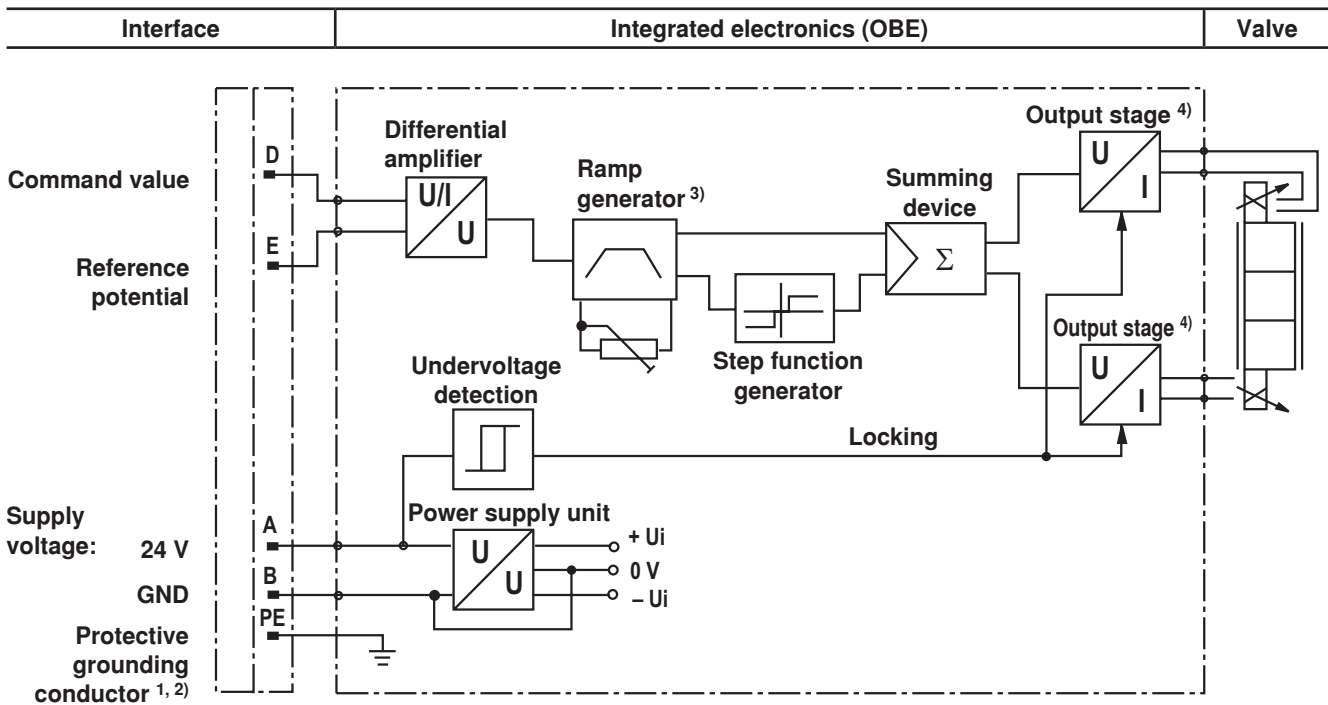 Interface
Integrated electronics (OBE)
Valve
Command value
D
E
Reference
potential
Differential
amplifier
U/I
U
Ramp
generator 3)
Step function
generator
Summing
device
Σ
Output stage 4)
U
I
Output stage 4)
U
I
Undervoltage
detection
Locking
Supply
voltage: 24 V
A
GND
B
Protective
grounding
conductor 1, 2)
PE
Power supply unit
U
U
+ Ui
0 V
– Ui